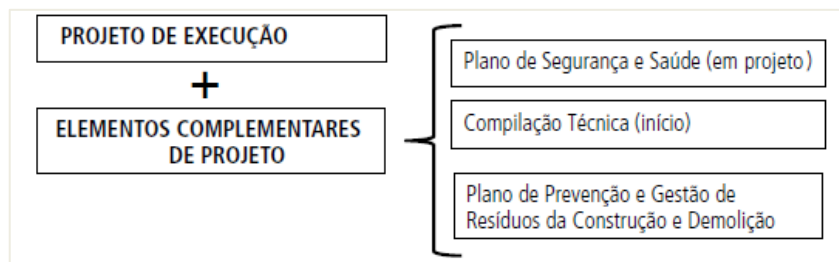 PROJETO DE EXECUÇÃO
+
ELEMENTOS COMPLEMENTARES
DE PROJETO
Plano de Segurança e Saúde (em projeto)
Compilação Técnica (início)
Plano de Prevenção e Gestão de
Resíduos da Construção e Demolição